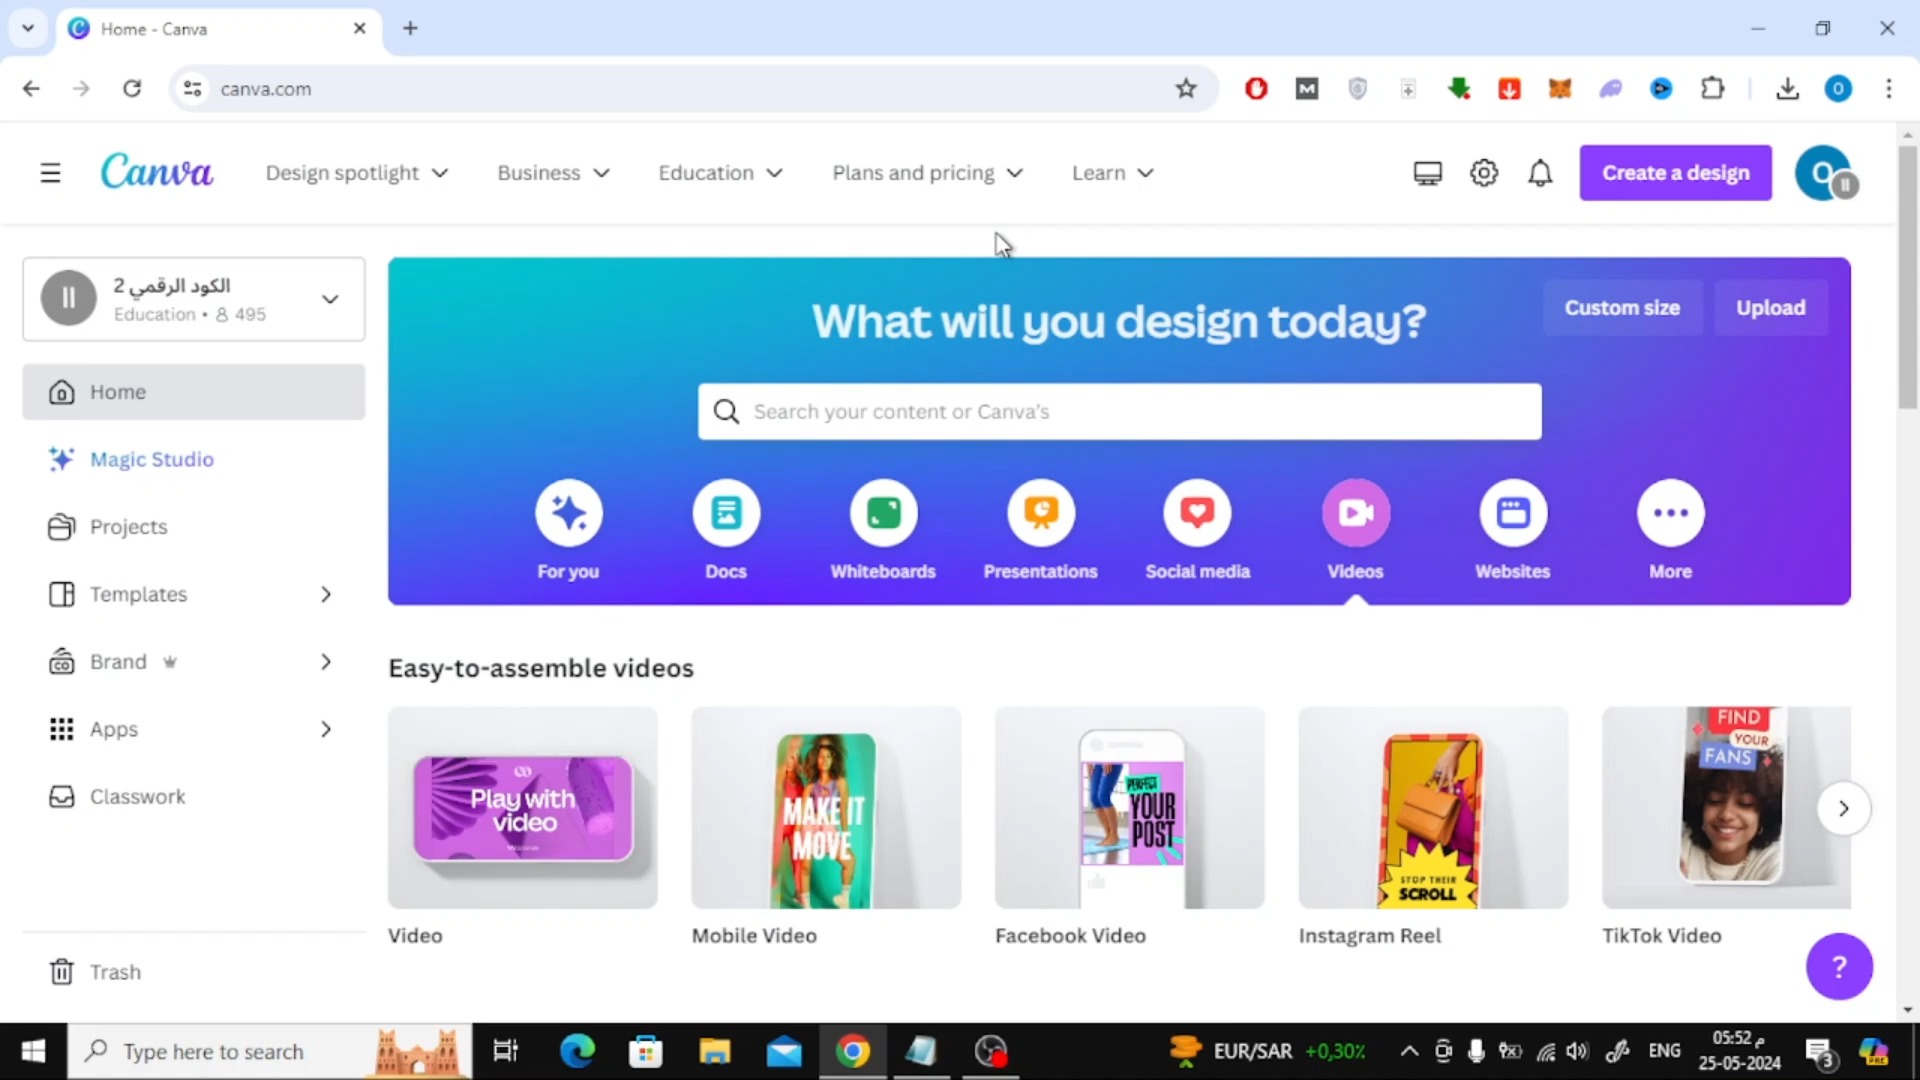 Home - Canva
canva.com
Canva
Design spotlight
Business
Education
Plans and pricing
Learn
Create a design
O
الكود الرقمي 2
Education • 495
What will you design today?
Custom size
Upload
Search your content or Canva's
Home
Magic Studio
Projects
Templates
Brand
Apps
Classwork
Trash
For you
Docs
Whiteboards
Presentations
Social media
Videos
Websites
More
Easy-to-assemble videos
Play with
video
MAKE IT
MOVE
PERFECT
YOUR
POST
STOP THEIR
SCROLL
FIND
YOUR
FANS
Video
Mobile Video
Facebook Video
Instagram Reel
TikTok Video
?
Type here to search
EUR/SAR +0,30%
ENG
05:52 م
25-05-2024
3
PRE